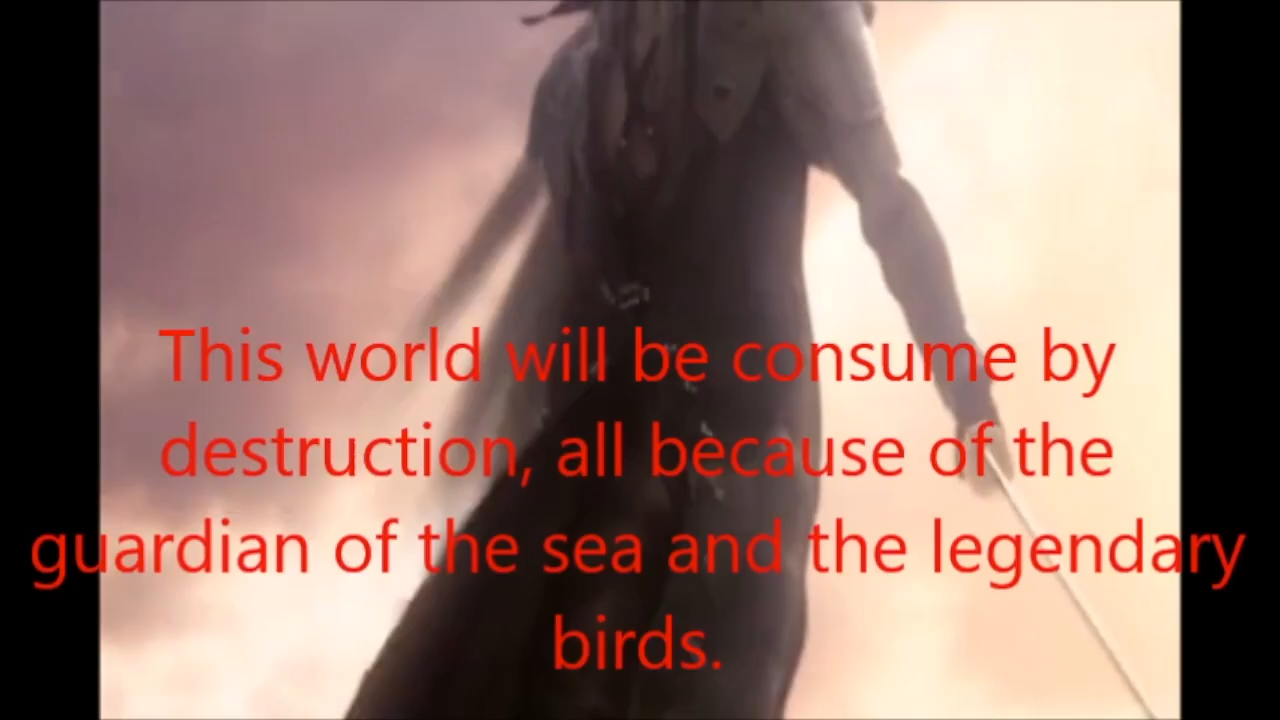 This world will be consume by
destruction, all because of the
guardian of the sea and the legendary
birds.